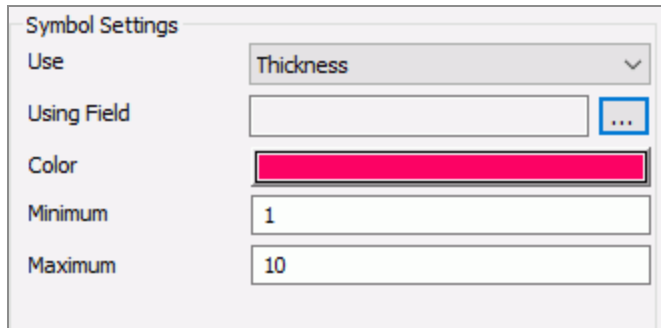 Symbol Settings
Use Thickness
Using Field ...
Color
Minimum 1
Maximum 10